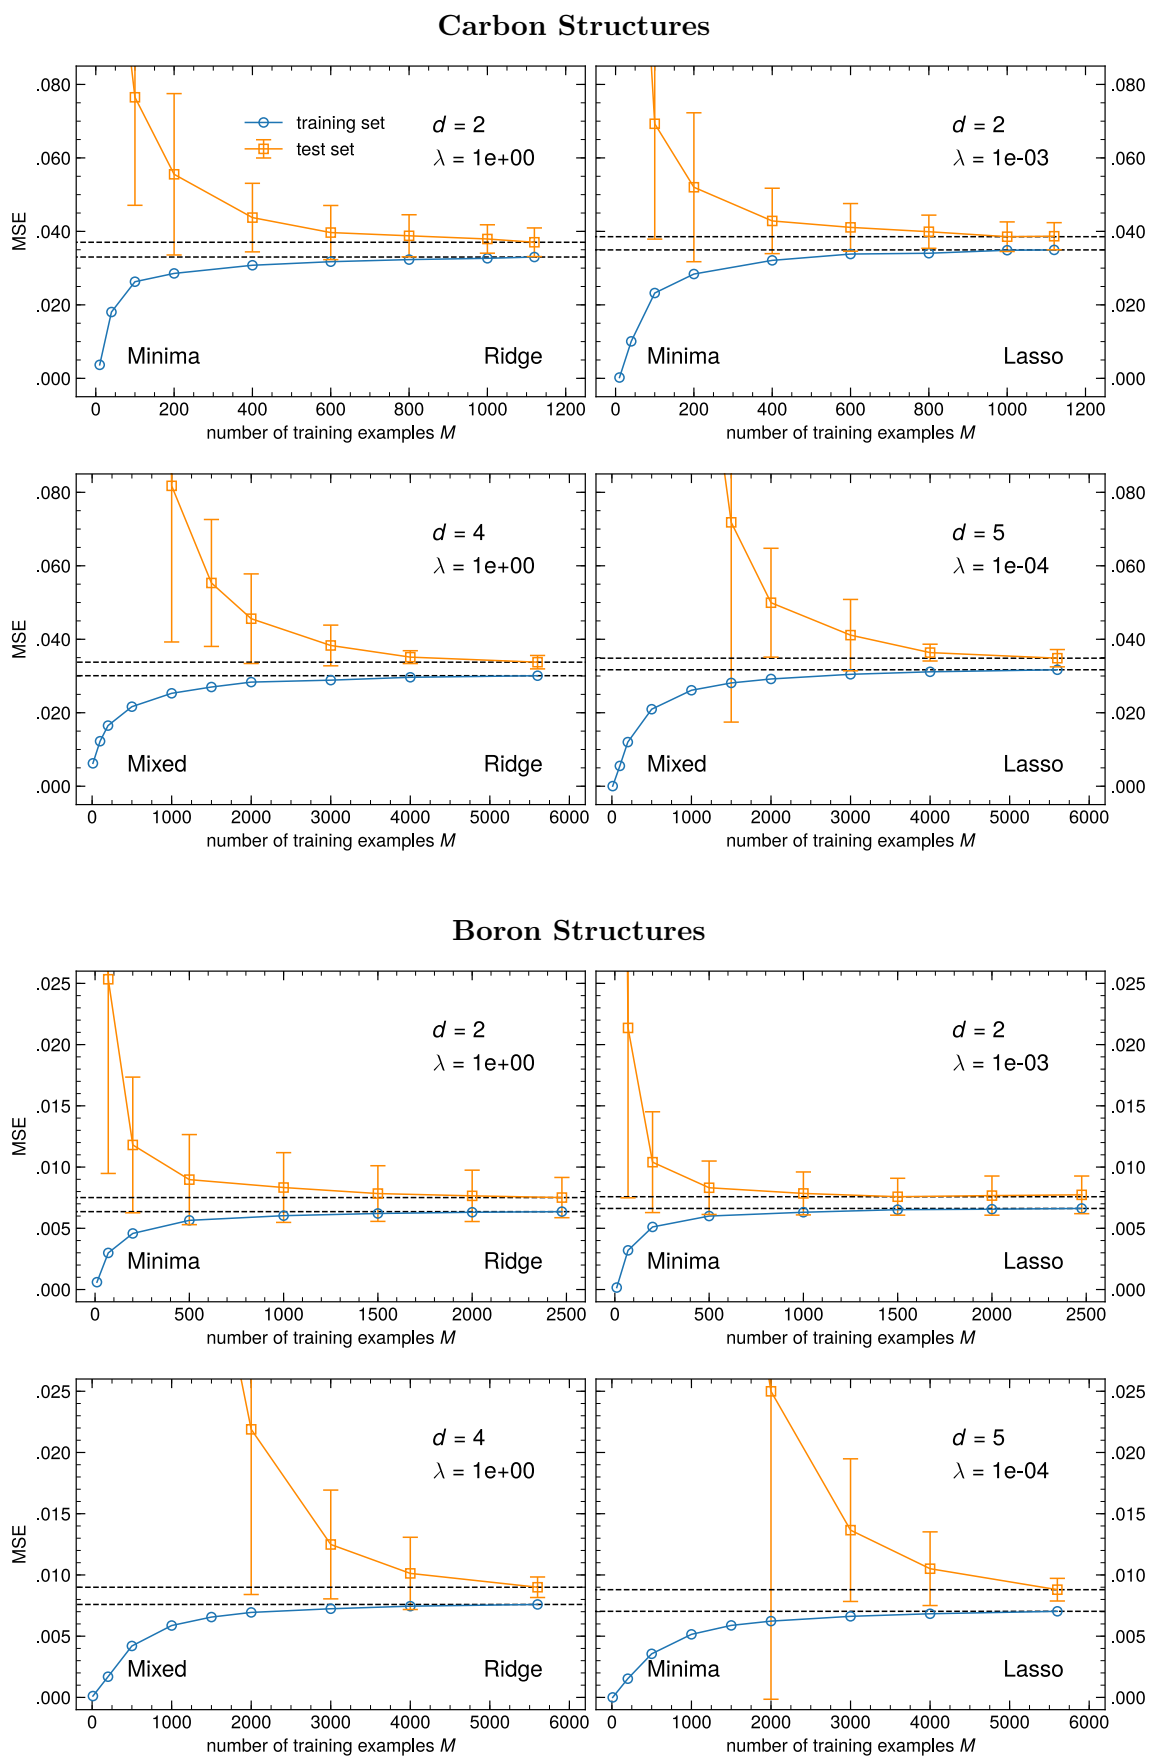 Carbon Structures
.080
.060
.040
.020
.000
MSE
training set
test set
d = 2
λ = 1e+00
Minima
Ridge
0 200 400 600 800 1000 1200
number of training examples M
d = 2
λ = 1e-03
Minima
Lasso
.080
.060
.040
.020
.000
0 200 400 600 800 1000 1200
number of training examples M
.080
.060
.040
.020
.000
MSE
d = 4
λ = 1e+00
Mixed
Ridge
0 1000 2000 3000 4000 5000 6000
number of training examples M
d = 5
λ = 1e-04
Mixed
Lasso
.080
.060
.040
.020
.000
0 1000 2000 3000 4000 5000 6000
number of training examples M
Boron Structures
.025
.020
.015
.010
.005
.000
MSE
d = 2
λ = 1e+00
Minima
Ridge
0 500 1000 1500 2000 2500
number of training examples M
d = 2
λ = 1e-03
Minima
Lasso
.025
.020
.015
.010
.005
.000
0 500 1000 1500 2000 2500
number of training examples M
.025
.020
.015
.010
.005
.000
MSE
d = 4
λ = 1e+00
Mixed
Ridge
0 1000 2000 3000 4000 5000 6000
number of training examples M
d = 5
λ = 1e-04
Minima
Lasso
.025
.020
.015
.010
.005
.000
0 1000 2000 3000 4000 5000 6000
number of training examples M